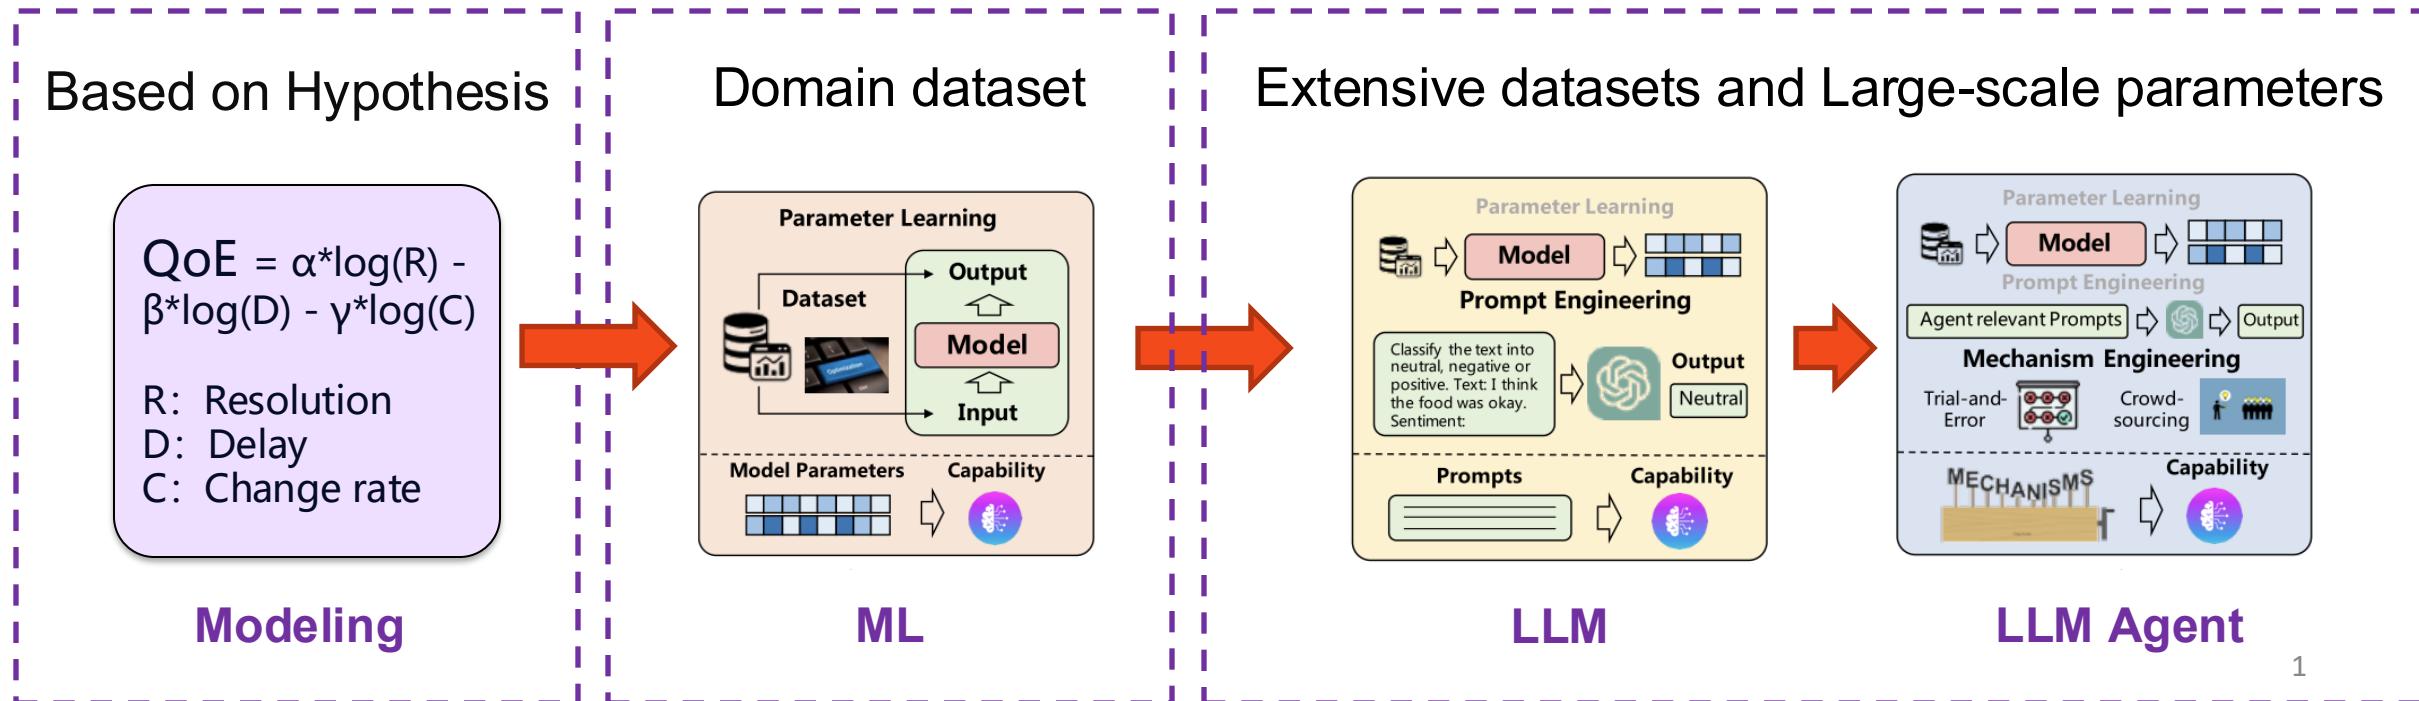 Based on Hypothesis
QoE = α*log(R) -
β*log(D) - γ*log(C)
R: Resolution
D: Delay
C: Change rate
Modeling
Domain dataset
Parameter Learning
Output
Dataset
Model
Optimization
Input
Model Parameters
Capability
ML
Extensive datasets and Large-scale parameters
Parameter Learning
Model
Prompt Engineering
Classify the text into
neutral, negative or
positive. Text: I think
the food was okay.
Sentiment:
Output
Neutral
Prompts
Capability
LLM
Parameter Learning
Model
Prompt Engineering
Agent relevant Prompts
Output
Mechanism Engineering
Trial-and-
Error
Crowd-
sourcing
MECHANISMS
Capability
LLM Agent
1